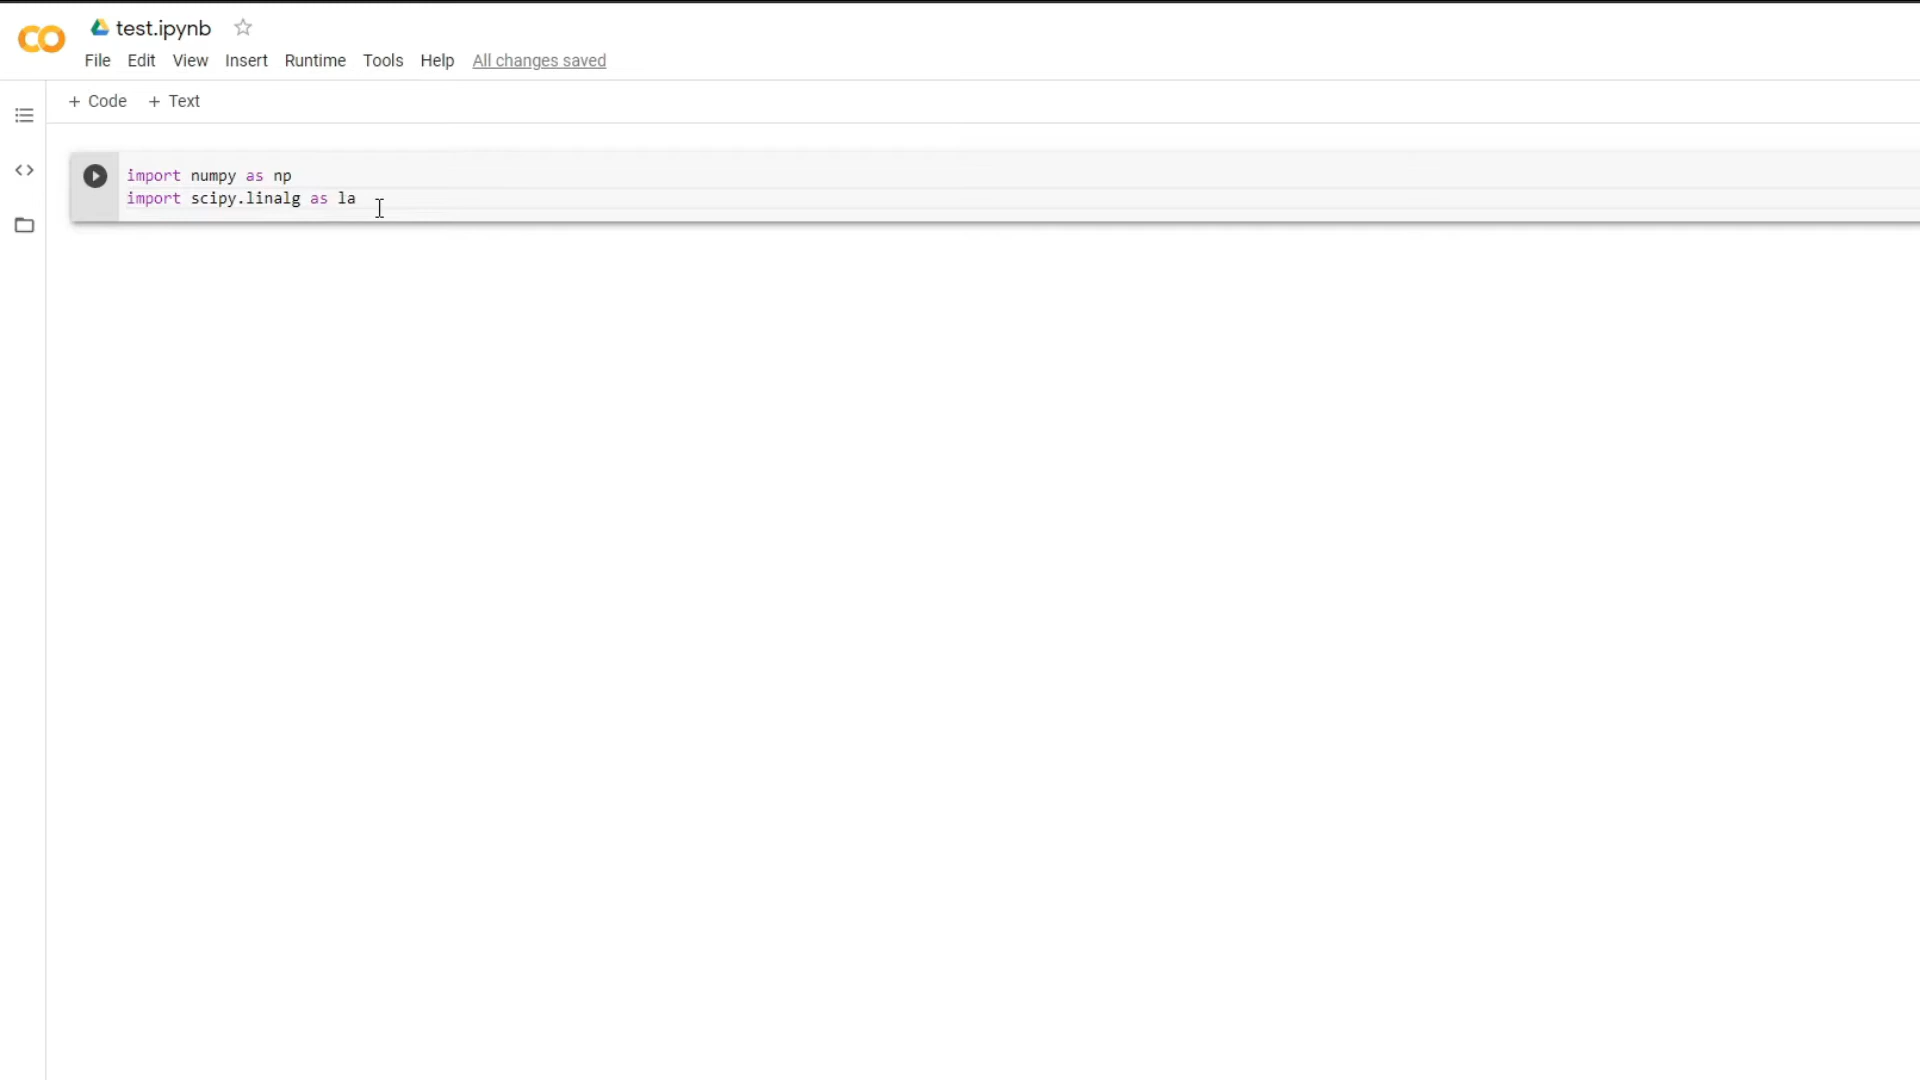 test.ipynb
File Edit View Insert Runtime Tools Help All changes saved
+ Code + Text
import numpy as np
import scipy.linalg as la